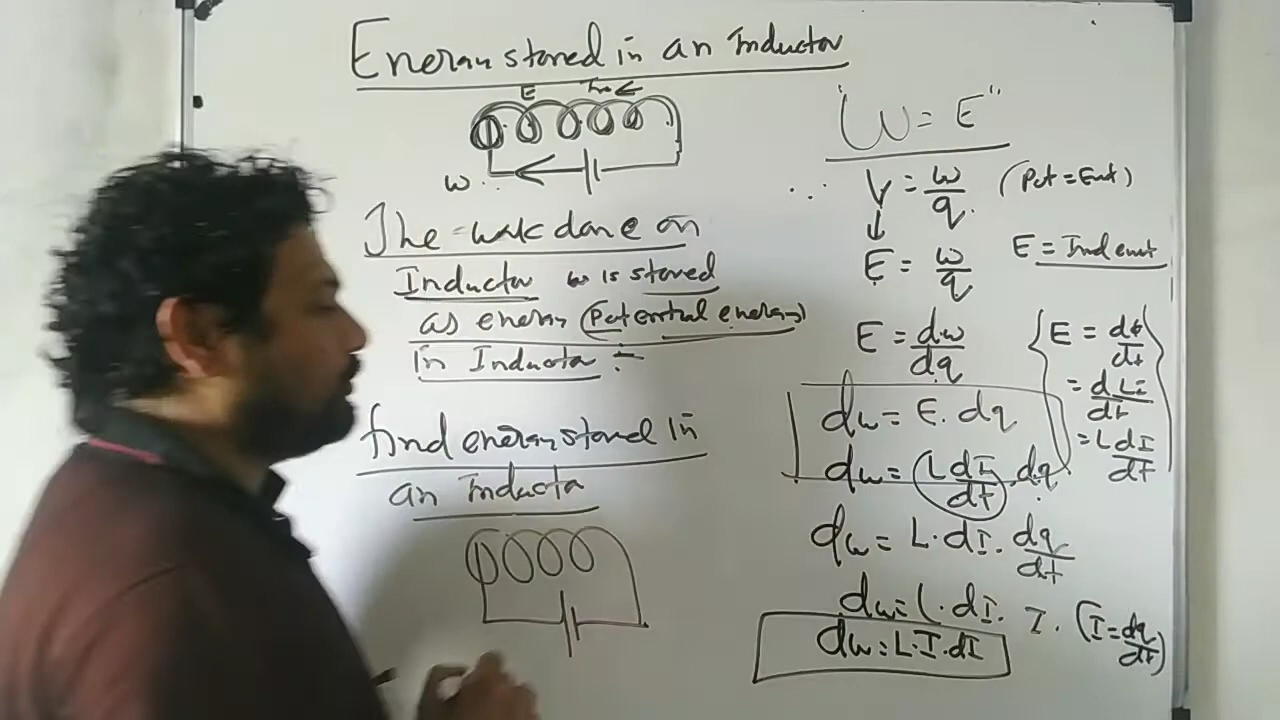 Energy stored in an Inductor
E
W..
The work done on
Inductor w is stored
as energy (Potential energy)
in Inductor :-
find energy stored in
an Inductor
W = E"
∴ V = w/q (Pot = Emf)
↓
E = w/q
E = Ind emf
E = dw/dq
dw = E. dq
dw = (L dI/dt) . dq
dw = L. dI. dq/dt
dw = L. dI. I. (I = dq/dt)
dw = L.I.dI
{ E = dϕ/dt
= d LI/dt
= L dI/dt }